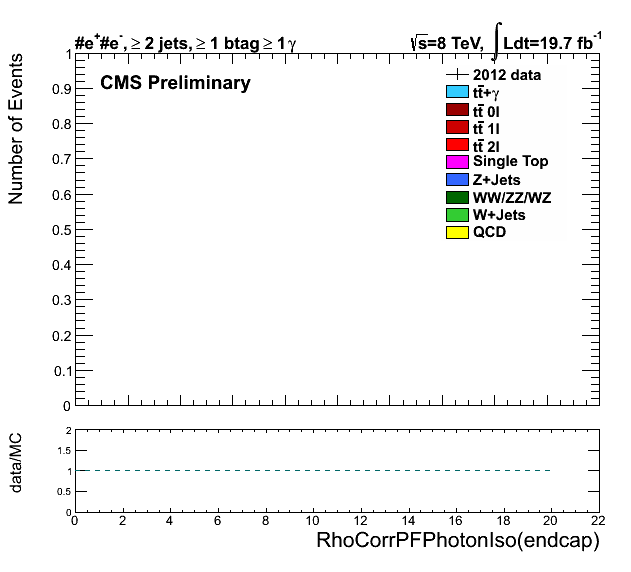 #e⁺#e⁻, ≥ 2 jets, ≥ 1 btag ≥ 1 γ
√s=8 TeV, ∫Ldt=19.7 fb⁻¹
CMS Preliminary
2012 data
tt̄+γ
tt̄ 0l
tt̄ 1l
tt̄ 2l
Single Top
Z+Jets
WW/ZZ/WZ
W+Jets
QCD
Number of Events
1
0.9
0.8
0.7
0.6
0.5
0.4
0.3
0.2
0.1
0
data/MC
2
1.5
1
0.5
0
0 2 4 6 8 10 12 14 16 18 20 22
RhoCorrPFPhotonIso(endcap)